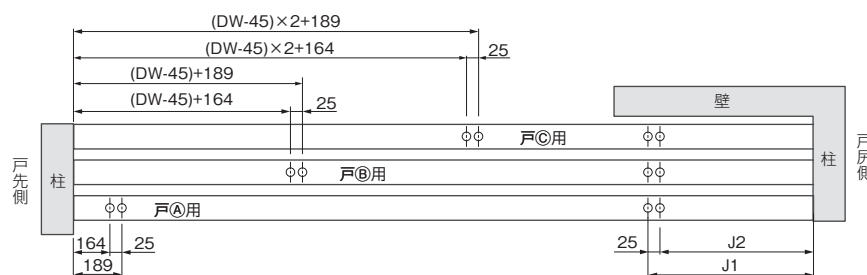 (DW-45)×2+189
(DW-45)×2+164
25
(DW-45)+189
(DW-45)+164
25
壁
戸先側
柱
戸Ⓒ用
柱
戸尻側
戸Ⓑ用
戸Ⓐ用
164
25
25
J2
189
J1